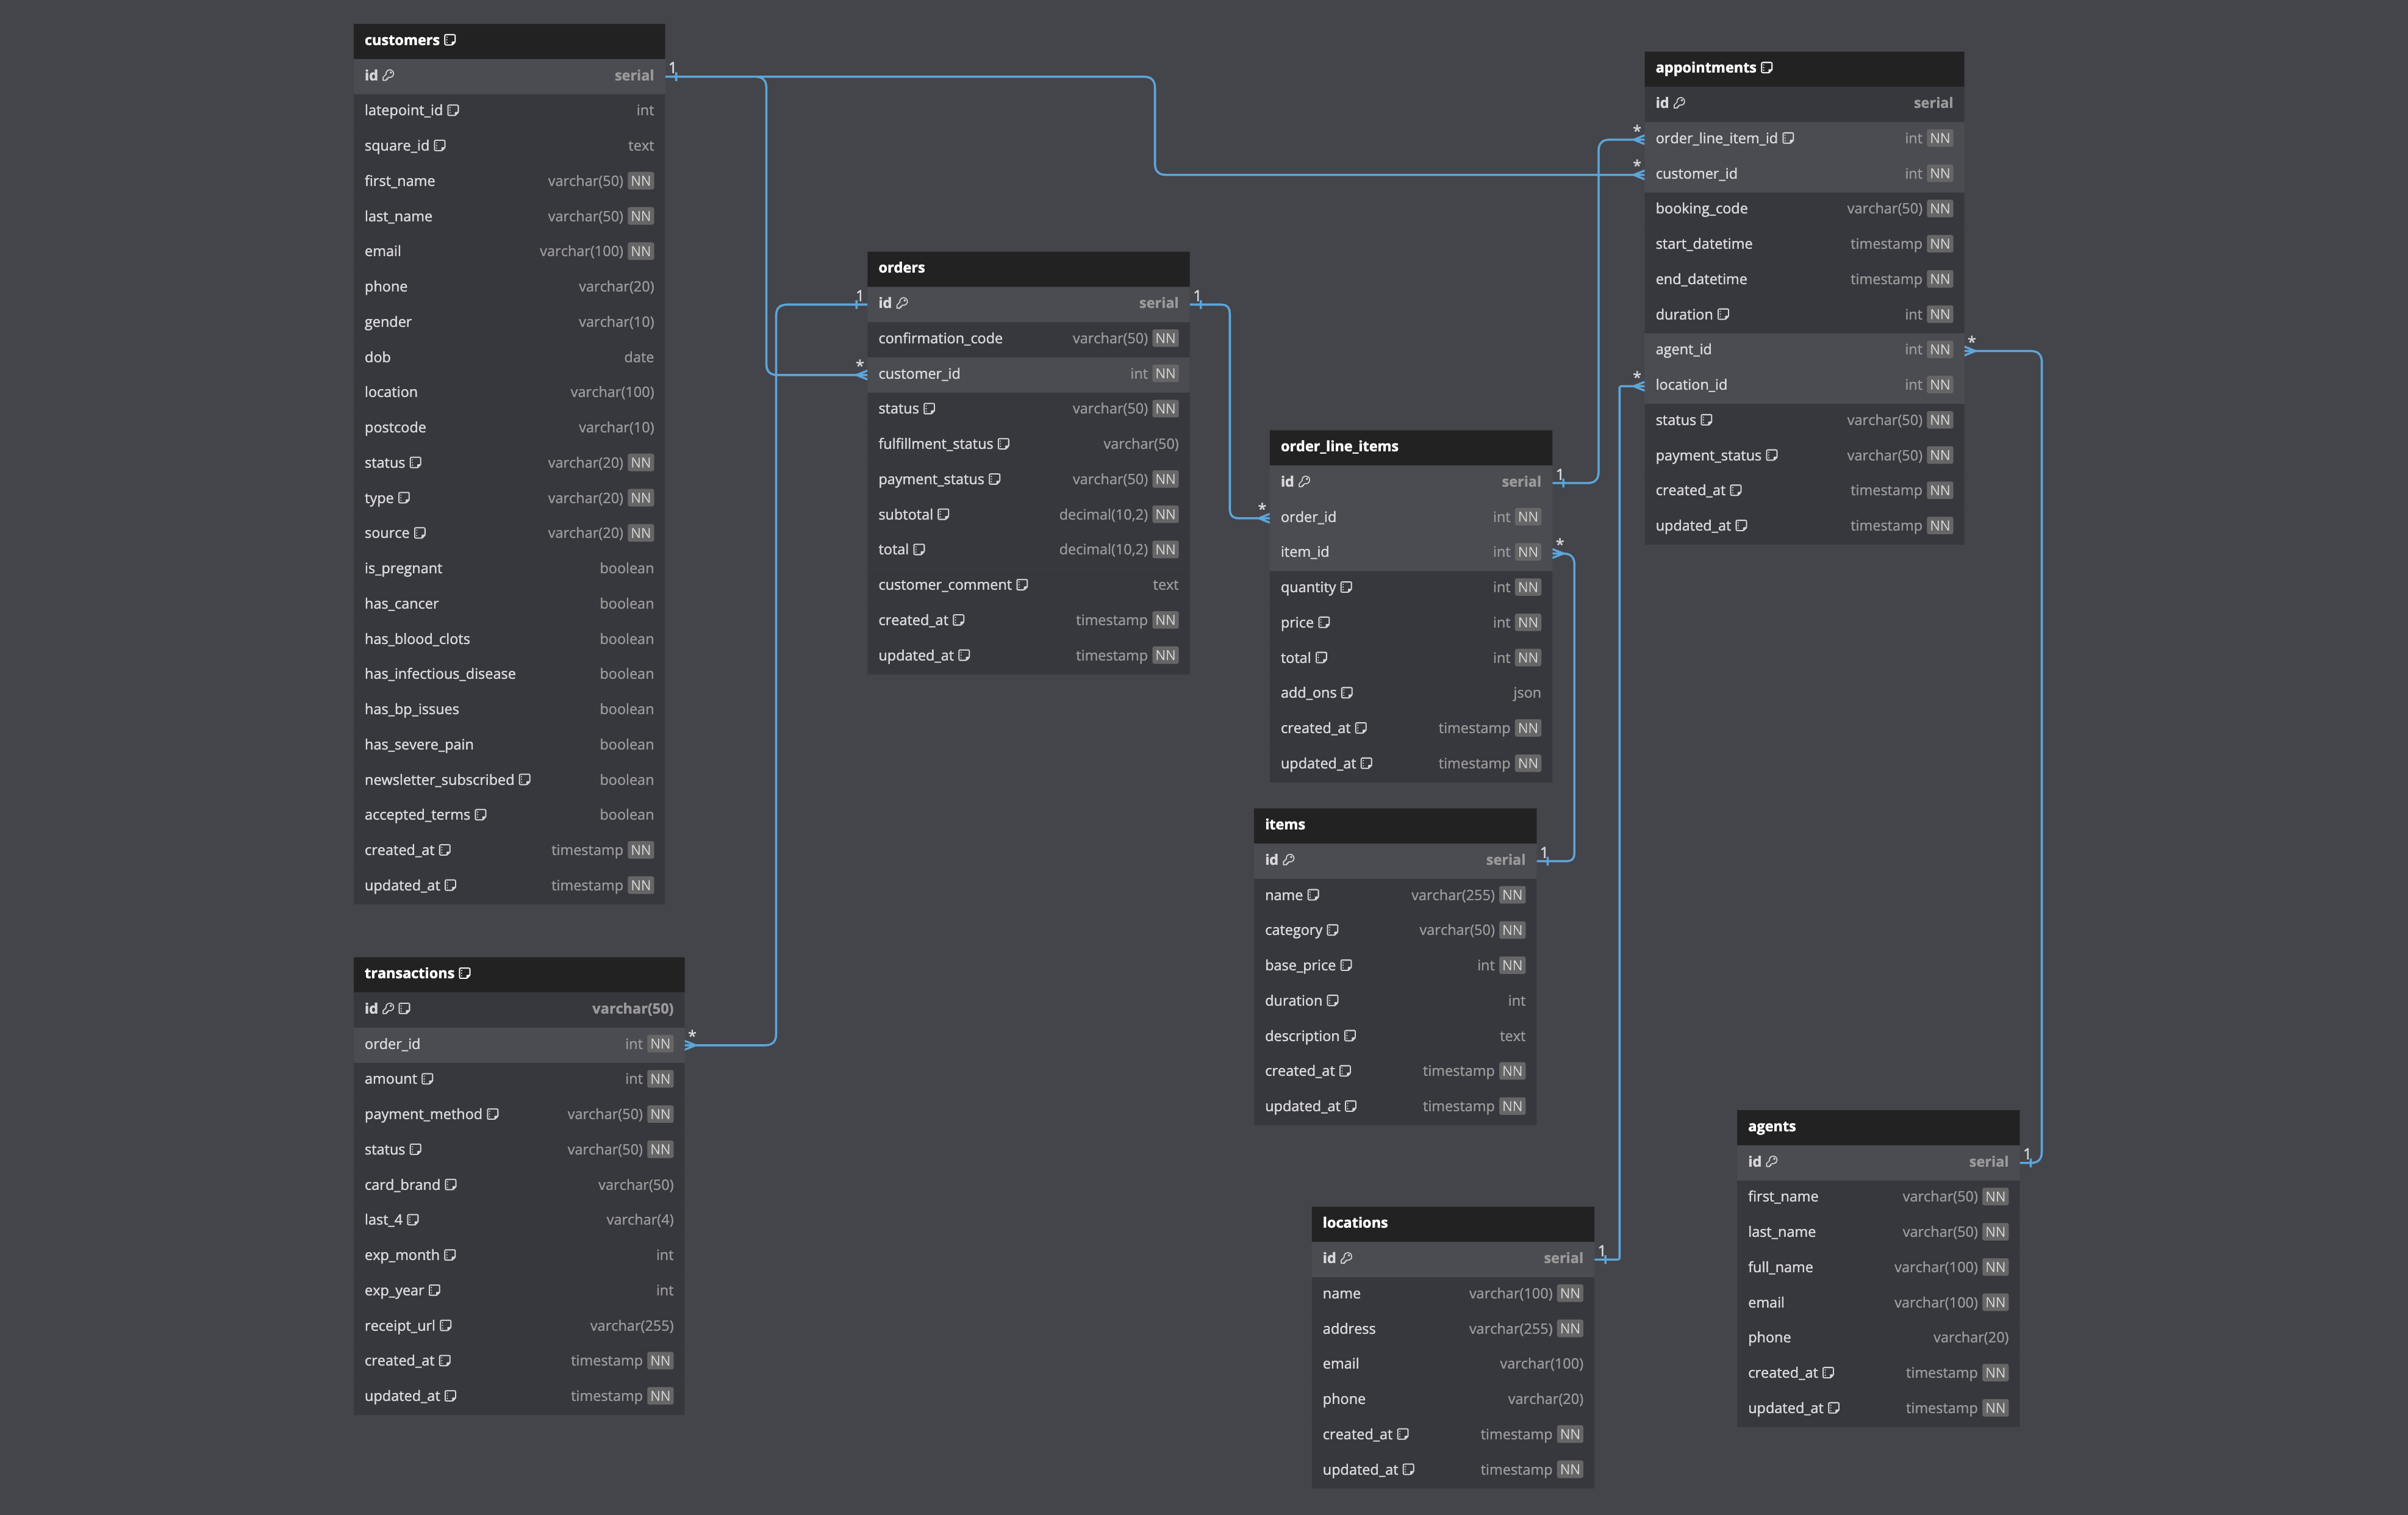 customers
id serial
latepoint_id int
square_id text
first_name varchar(50) NN
last_name varchar(50) NN
email varchar(100) NN
phone varchar(20)
gender varchar(10)
dob date
location varchar(100)
postcode varchar(10)
status varchar(20) NN
type varchar(20) NN
source varchar(20) NN
is_pregnant boolean
has_cancer boolean
has_blood_clots boolean
has_infectious_disease boolean
has_bp_issues boolean
has_severe_pain boolean
newsletter_subscribed boolean
accepted_terms boolean
created_at timestamp NN
updated_at timestamp NN
1
transactions
id varchar(50)
order_id int NN
*
amount int NN
payment_method varchar(50) NN
status varchar(50) NN
card_brand varchar(50)
last_4 varchar(4)
exp_month int
exp_year int
receipt_url varchar(255)
created_at timestamp NN
updated_at timestamp NN
orders
1 id serial 1
confirmation_code varchar(50) NN
* customer_id int NN
status varchar(50) NN
fulfillment_status varchar(50)
payment_status varchar(50) NN
subtotal decimal(10,2) NN
total decimal(10,2) NN
customer_comment text
created_at timestamp NN
updated_at timestamp NN
order_line_items
id serial 1
* order_id int NN
item_id int NN *
quantity int NN
price int NN
total int NN
add_ons json
created_at timestamp NN
updated_at timestamp NN
items
id serial 1
name varchar(255) NN
category varchar(50) NN
base_price int NN
duration int
description text
created_at timestamp NN
updated_at timestamp NN
locations
id serial 1
name varchar(100) NN
address varchar(255) NN
email varchar(100)
phone varchar(20)
created_at timestamp NN
updated_at timestamp NN
appointments
id serial
* order_line_item_id int NN
* customer_id int NN
booking_code varchar(50) NN
start_datetime timestamp NN
end_datetime timestamp NN
duration int NN
agent_id int NN *
* location_id int NN
status varchar(50) NN
payment_status varchar(50) NN
created_at timestamp NN
updated_at timestamp NN
agents
id serial 1
first_name varchar(50) NN
last_name varchar(50) NN
full_name varchar(100) NN
email varchar(100) NN
phone varchar(20)
created_at timestamp NN
updated_at timestamp NN